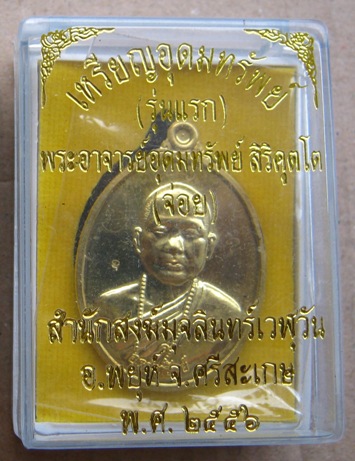 เหรียญอุดมทรัพย์
(รุ่นแรก)
พระอาจารย์อุดมทรัพย์ สิริคุตโต
(จ่อย)
สำนักสงฆ์มุจลินทร์เวฬุวัน
อ.พยุห์ จ.ศรีสะเกษ
พ.ศ. ๒๕๕๖